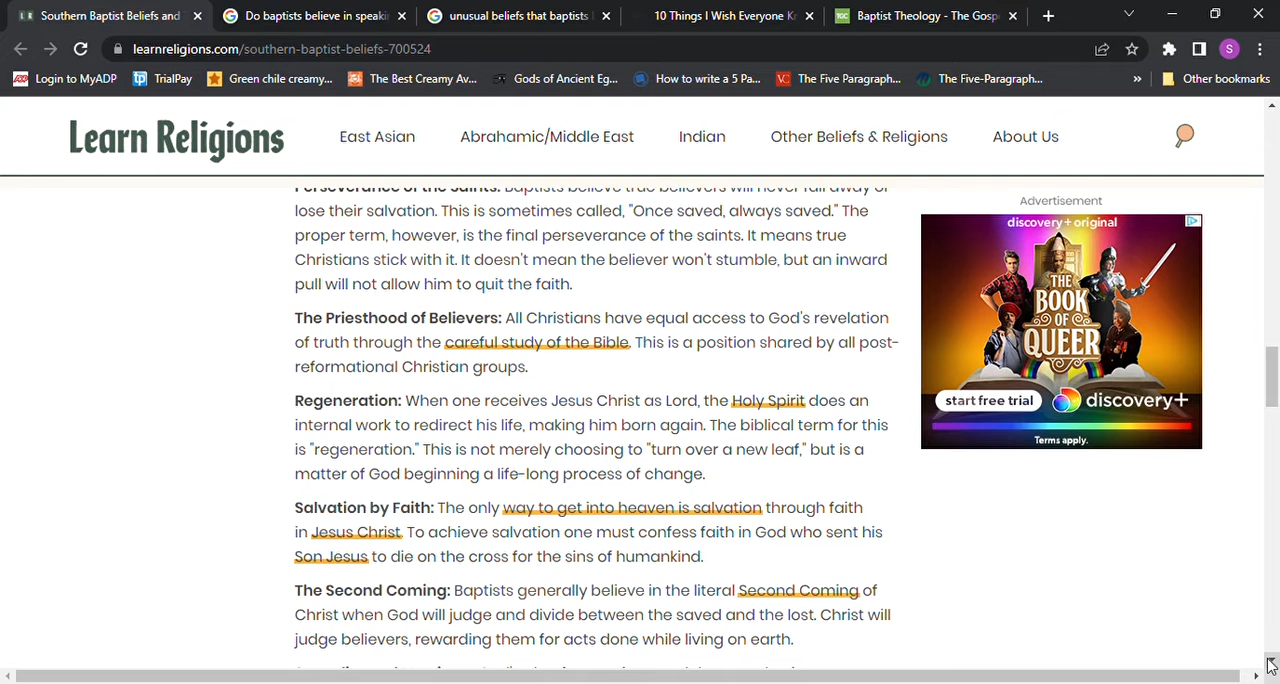 Southern Baptist Beliefs and
Do baptists believe in speaki
unusual beliefs that baptists
10 Things I Wish Everyone Kn
TGC
Baptist Theology - The Gosp
learnreligions.com/southern-baptist-beliefs-700524
S
Login to MyADP
tp
TrialPay
Green chile creamy...
The Best Creamy Av...
Gods of Ancient Eg...
How to write a 5 Pa...
VC
The Five Paragraph...
The Five-Paragraph...
»
Other bookmarks
Learn Religions
East Asian
Abrahamic/Middle East
Indian
Other Beliefs & Religions
About Us
Perseverance of the Saints: Baptists believe true believers will never fall away or
lose their salvation. This is sometimes called, "Once saved, always saved." The
proper term, however, is the final perseverance of the saints. It means true
Christians stick with it. It doesn't mean the believer won't stumble, but an inward
pull will not allow him to quit the faith.
The Priesthood of Believers: All Christians have equal access to God's revelation
of truth through the careful study of the Bible. This is a position shared by all post-
reformational Christian groups.
Regeneration: When one receives Jesus Christ as Lord, the Holy Spirit does an
internal work to redirect his life, making him born again. The biblical term for this
is "regeneration." This is not merely choosing to "turn over a new leaf," but is a
matter of God beginning a life-long process of change.
Salvation by Faith: The only way to get into heaven is salvation through faith
in Jesus Christ. To achieve salvation one must confess faith in God who sent his
Son Jesus to die on the cross for the sins of humankind.
The Second Coming: Baptists generally believe in the literal Second Coming of
Christ when God will judge and divide between the saved and the lost. Christ will
judge believers, rewarding them for acts done while living on earth.
Advertisement
discovery+ original
THE
BOOK
OF
QUEER
start free trial
discovery+
Terms apply.